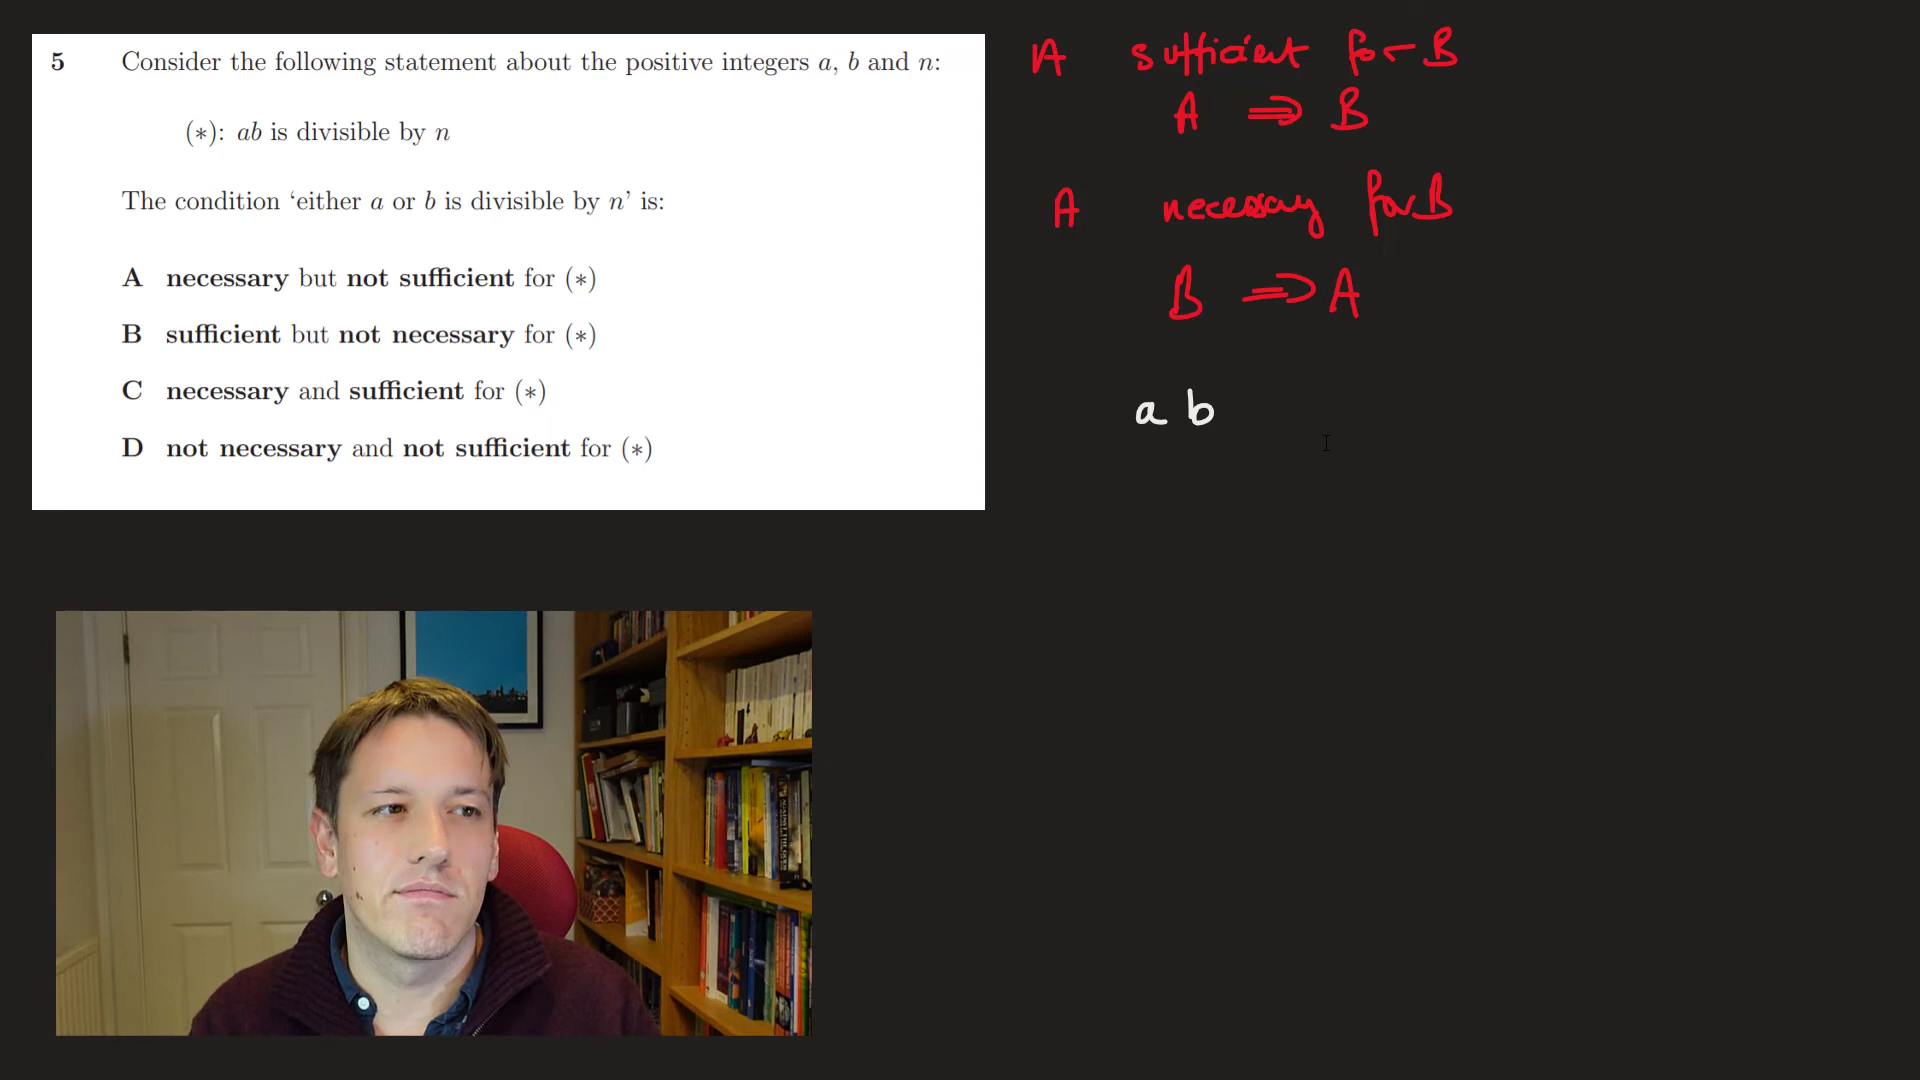 5 Consider the following statement about the positive integers a, b and n:
(∗): ab is divisible by n
The condition ‘either a or b is divisible by n’ is:
A necessary but not sufficient for (∗)
B sufficient but not necessary for (∗)
C necessary and sufficient for (∗)
D not necessary and not sufficient for (∗)
A sufficient for B
A ⇒ B
A necessary for B
B ⇒ A
a b